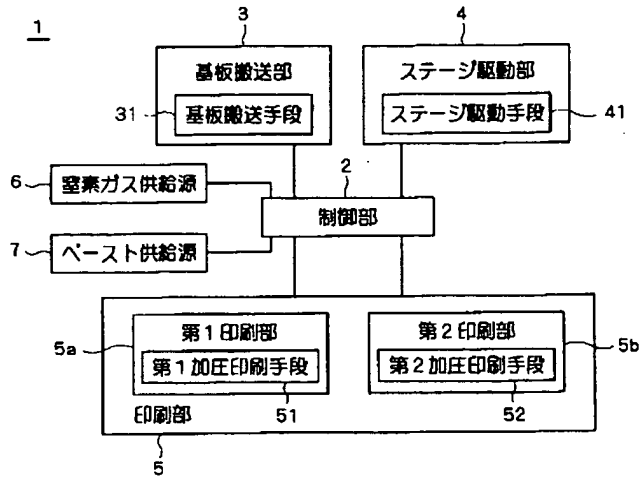 1
3
4
基板搬送部
ステージ駆動部
31
基板搬送手段
ステージ駆動手段
41
6
窒素ガス供給源
2
制御部
7
ペースト供給源
5a
第1印刷部
第2印刷部
5b
第1加圧印刷手段
第2加圧印刷手段
51
52
印刷部
5